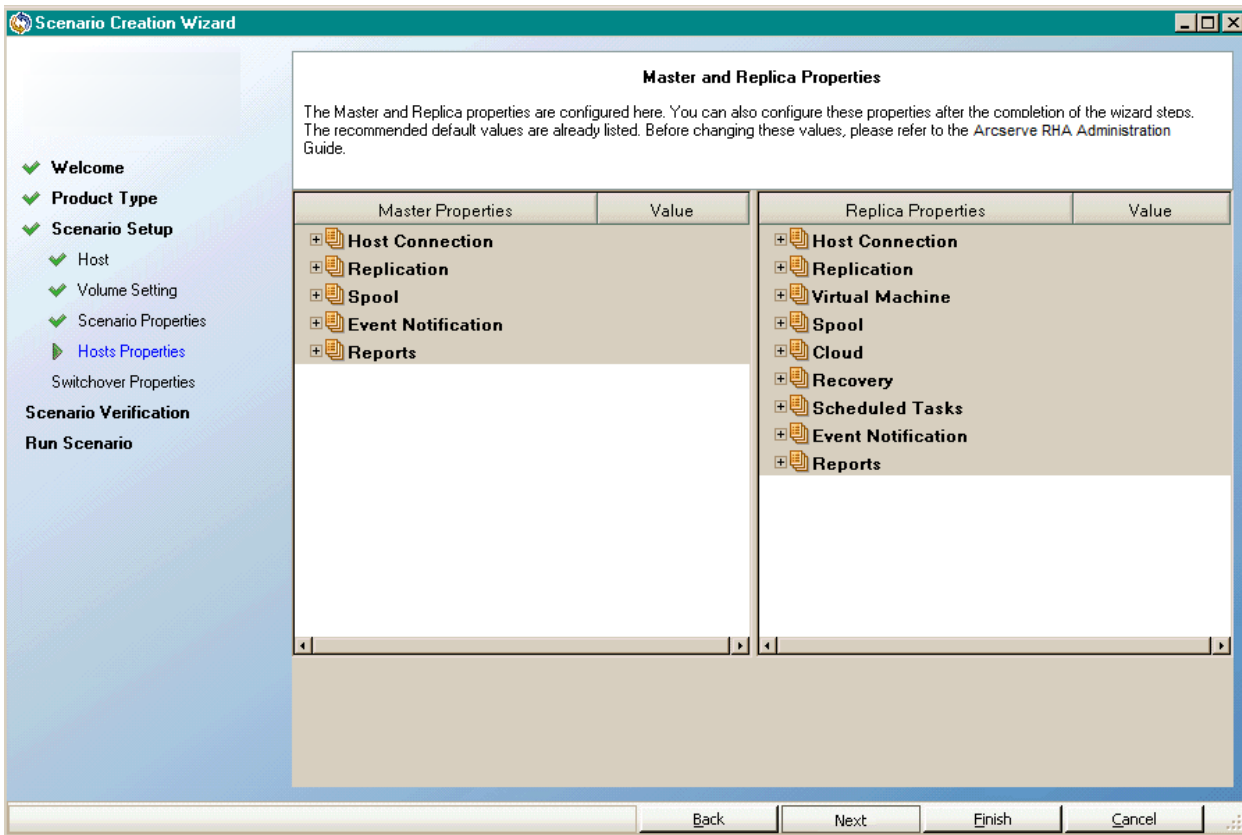 Scenario Creation Wizard
Welcome
Product Type
Scenario Setup
Host
Volume Setting
Scenario Properties
Hosts Properties
Switchover Properties
Scenario Verification
Run Scenario
Master and Replica Properties
The Master and Replica properties are configured here. You can also configure these properties after the completion of the wizard steps.
The recommended default values are already listed. Before changing these values, please refer to the Arcserve RHA Administration
Guide.
Master Properties Value
Host Connection
Replication
Spool
Event Notification
Reports
Replica Properties Value
Host Connection
Replication
Virtual Machine
Spool
Cloud
Recovery
Scheduled Tasks
Event Notification
Reports
Back Next Finish Cancel